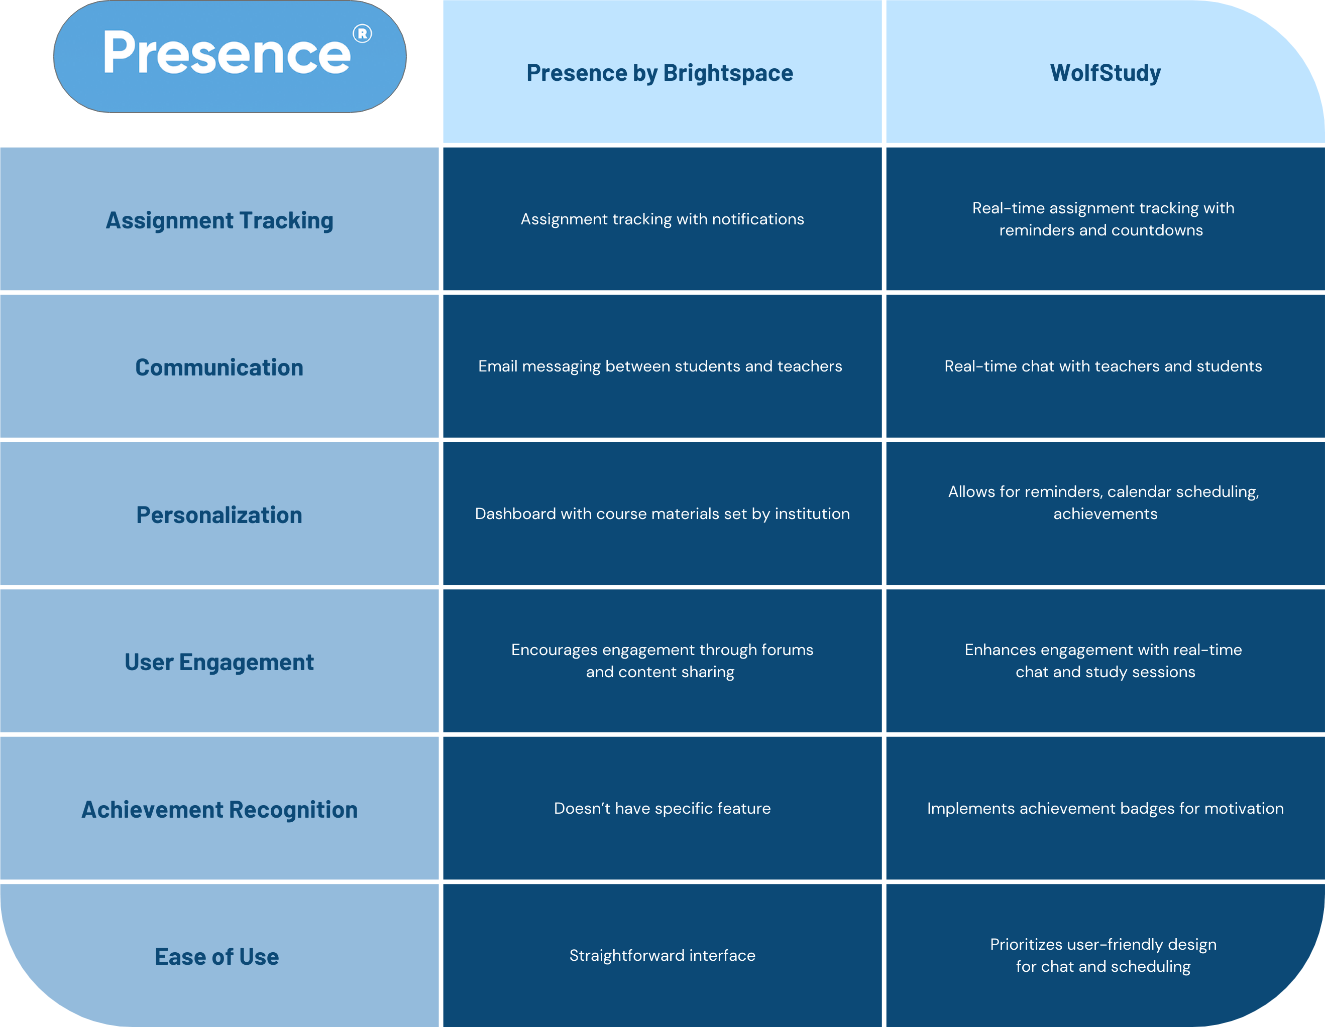 Presence®
Presence by Brightspace
WolfStudy
Assignment Tracking
Assignment tracking with notifications
Real-time assignment tracking with
reminders and countdowns
Communication
Email messaging between students and teachers
Real-time chat with teachers and students
Personalization
Dashboard with course materials set by institution
Allows for reminders, calendar scheduling,
achievements
User Engagement
Encourages engagement through forums
and content sharing
Enhances engagement with real-time
chat and study sessions
Achievement Recognition
Doesn’t have specific feature
Implements achievement badges for motivation
Ease of Use
Straightforward interface
Prioritizes user-friendly design
for chat and scheduling